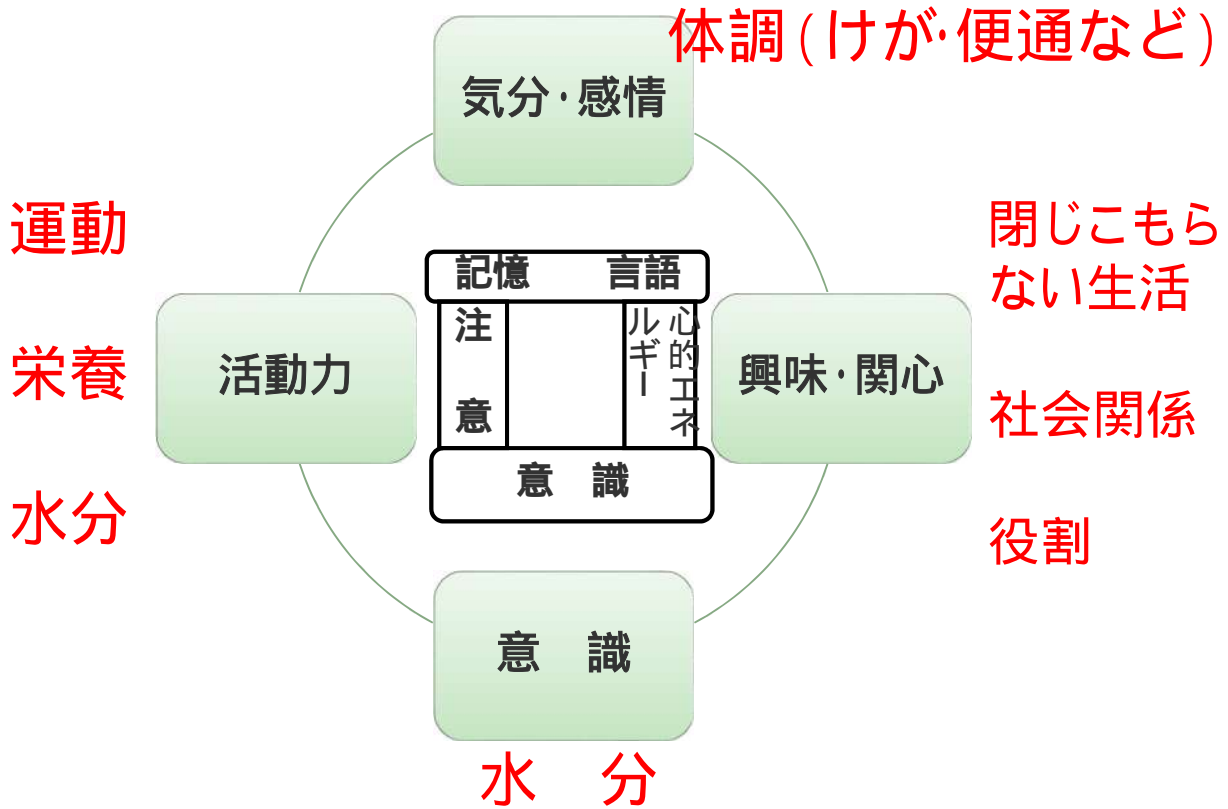 体調(けが・便通など)
気分・感情
運動
閉じこもら
ない生活
記憶　言語
注意
心的エネ
ルギー
栄養
活動力
興味・関心
社会関係
意　識
水分
役割
意　識
水　分